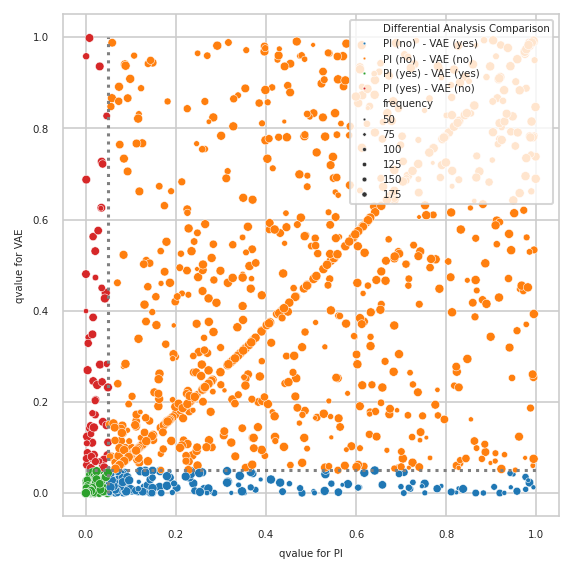 Differential Analysis Comparison
PI (no) - VAE (yes)
PI (no) - VAE (no)
PI (yes) - VAE (yes)
PI (yes) - VAE (no)
frequency
50
75
100
125
150
175
1.0
0.8
0.6
0.4
0.2
0.0
qvalue for VAE
0.0 0.2 0.4 0.6 0.8 1.0
qvalue for PI